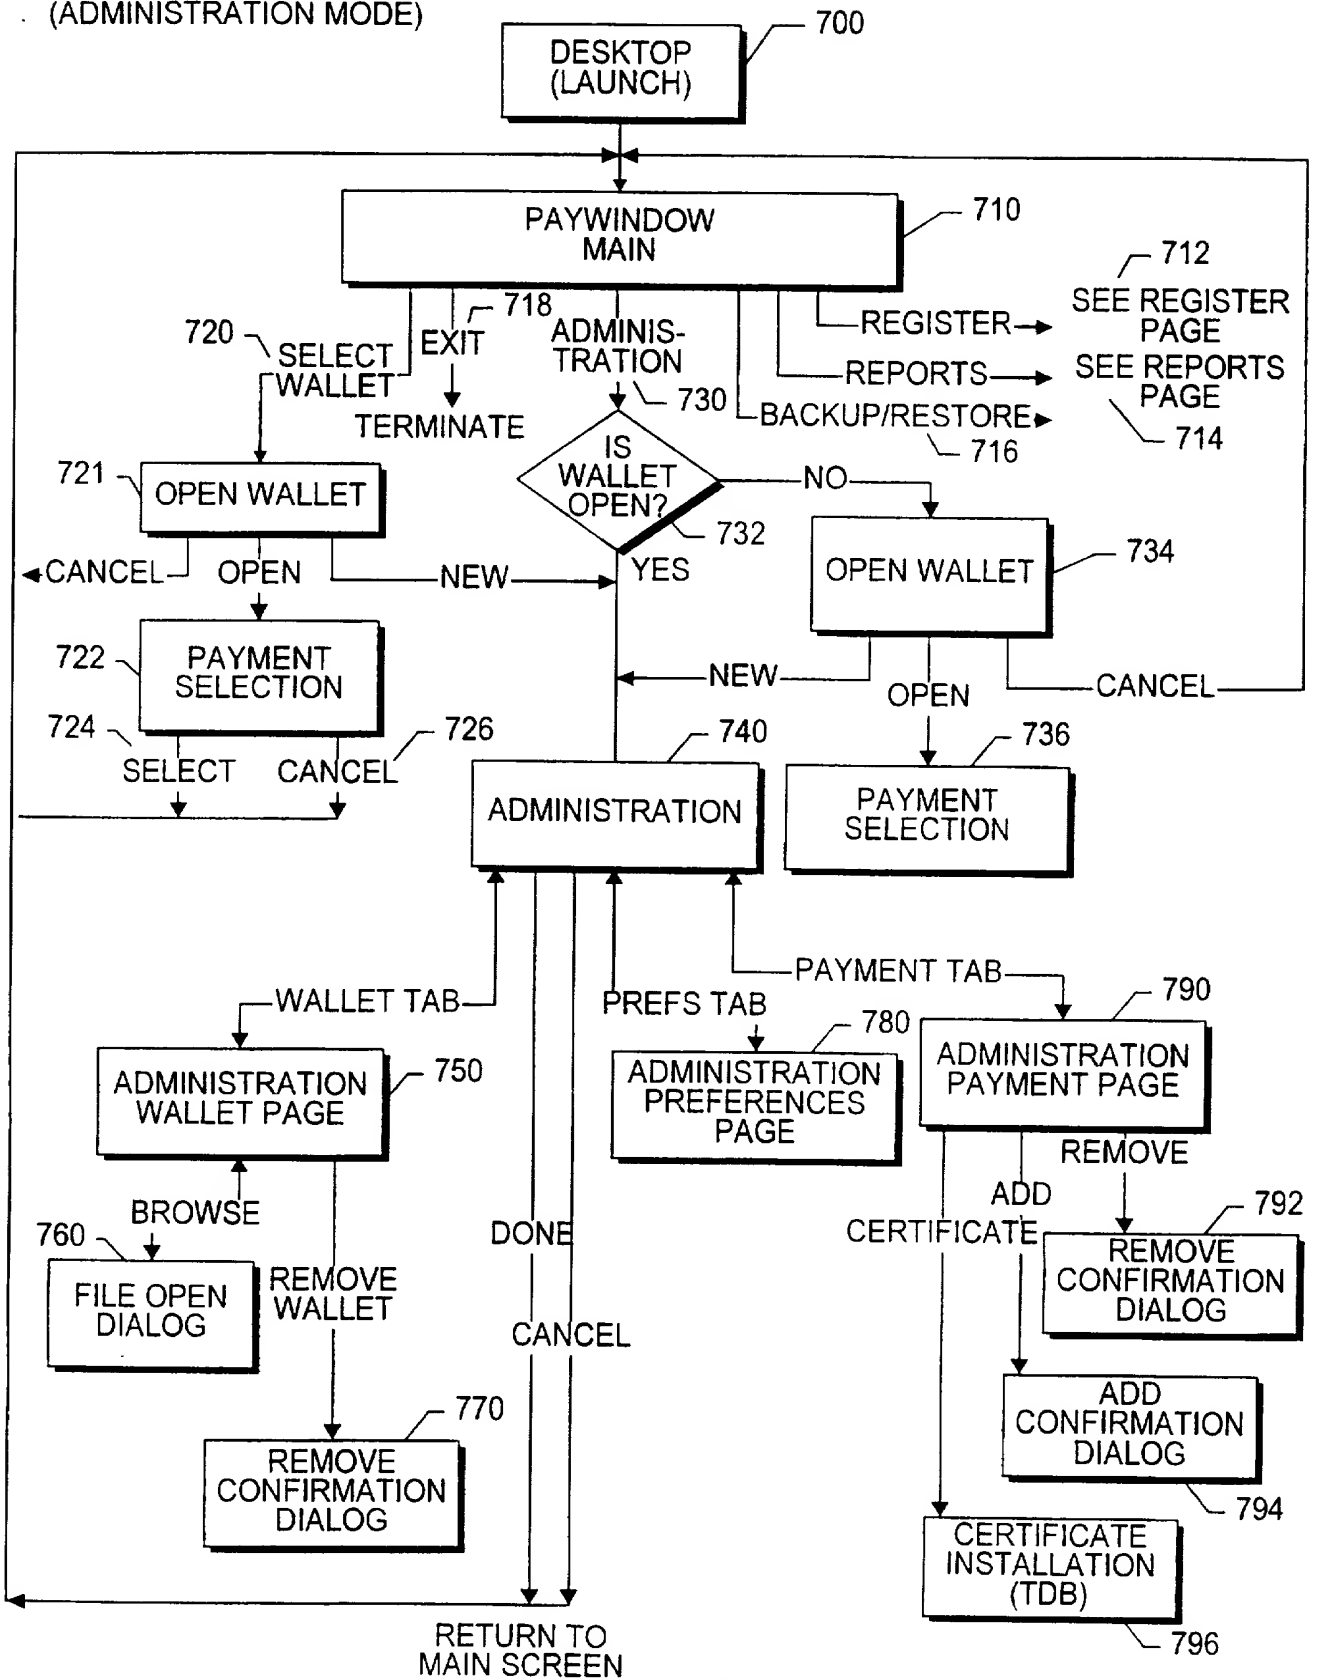 (ADMINISTRATION MODE)
700
DESKTOP
(LAUNCH)
PAYWINDOW
MAIN
710
712
SEE REGISTER
PAGE
REGISTER
718
EXIT
720
SELECT
WALLET
ADMINIS-
TRATION
730
REPORTS
SEE REPORTS
PAGE
714
BACKUP/RESTORE
716
TERMINATE
IS
WALLET
OPEN?
732
NO
YES
721
OPEN WALLET
CANCEL
OPEN
NEW
734
OPEN WALLET
NEW
OPEN
CANCEL
722
PAYMENT
SELECTION
724
SELECT
726
CANCEL
740
ADMINISTRATION
736
PAYMENT
SELECTION
WALLET TAB
PREFS TAB
PAYMENT TAB
750
ADMINISTRATION
WALLET PAGE
780
ADMINISTRATION
PREFERENCES
PAGE
790
ADMINISTRATION
PAYMENT PAGE
BROWSE
760
FILE OPEN
DIALOG
REMOVE
WALLET
DONE
CANCEL
REMOVE
ADD
CERTIFICATE
792
REMOVE
CONFIRMATION
DIALOG
770
REMOVE
CONFIRMATION
DIALOG
ADD
CONFIRMATION
DIALOG
794
CERTIFICATE
INSTALLATION
(TDB)
796
RETURN TO
MAIN SCREEN